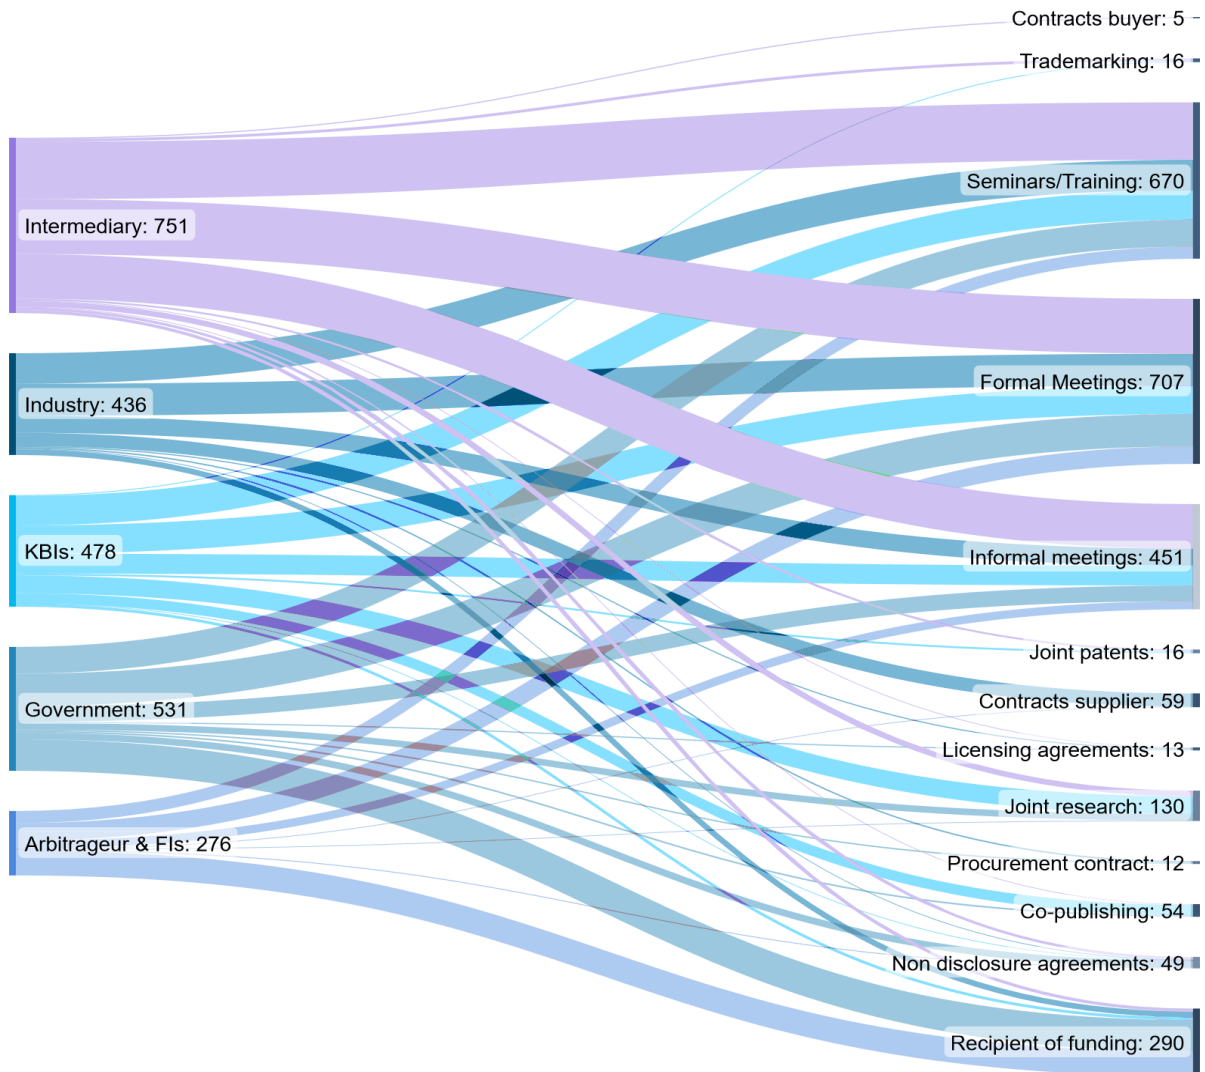 Contracts buyer: 5
Trademarking: 16
Seminars/Training: 670
Intermediary: 751
Formal Meetings: 707
Industry: 436
KBIs: 478
Informal meetings: 451
Joint patents: 16
Contracts supplier: 59
Government: 531
Licensing agreements: 13
Joint research: 130
Arbitrageur & FIs: 276
Procurement contract: 12
Co-publishing: 54
Non disclosure agreements: 49
Recipient of funding: 290